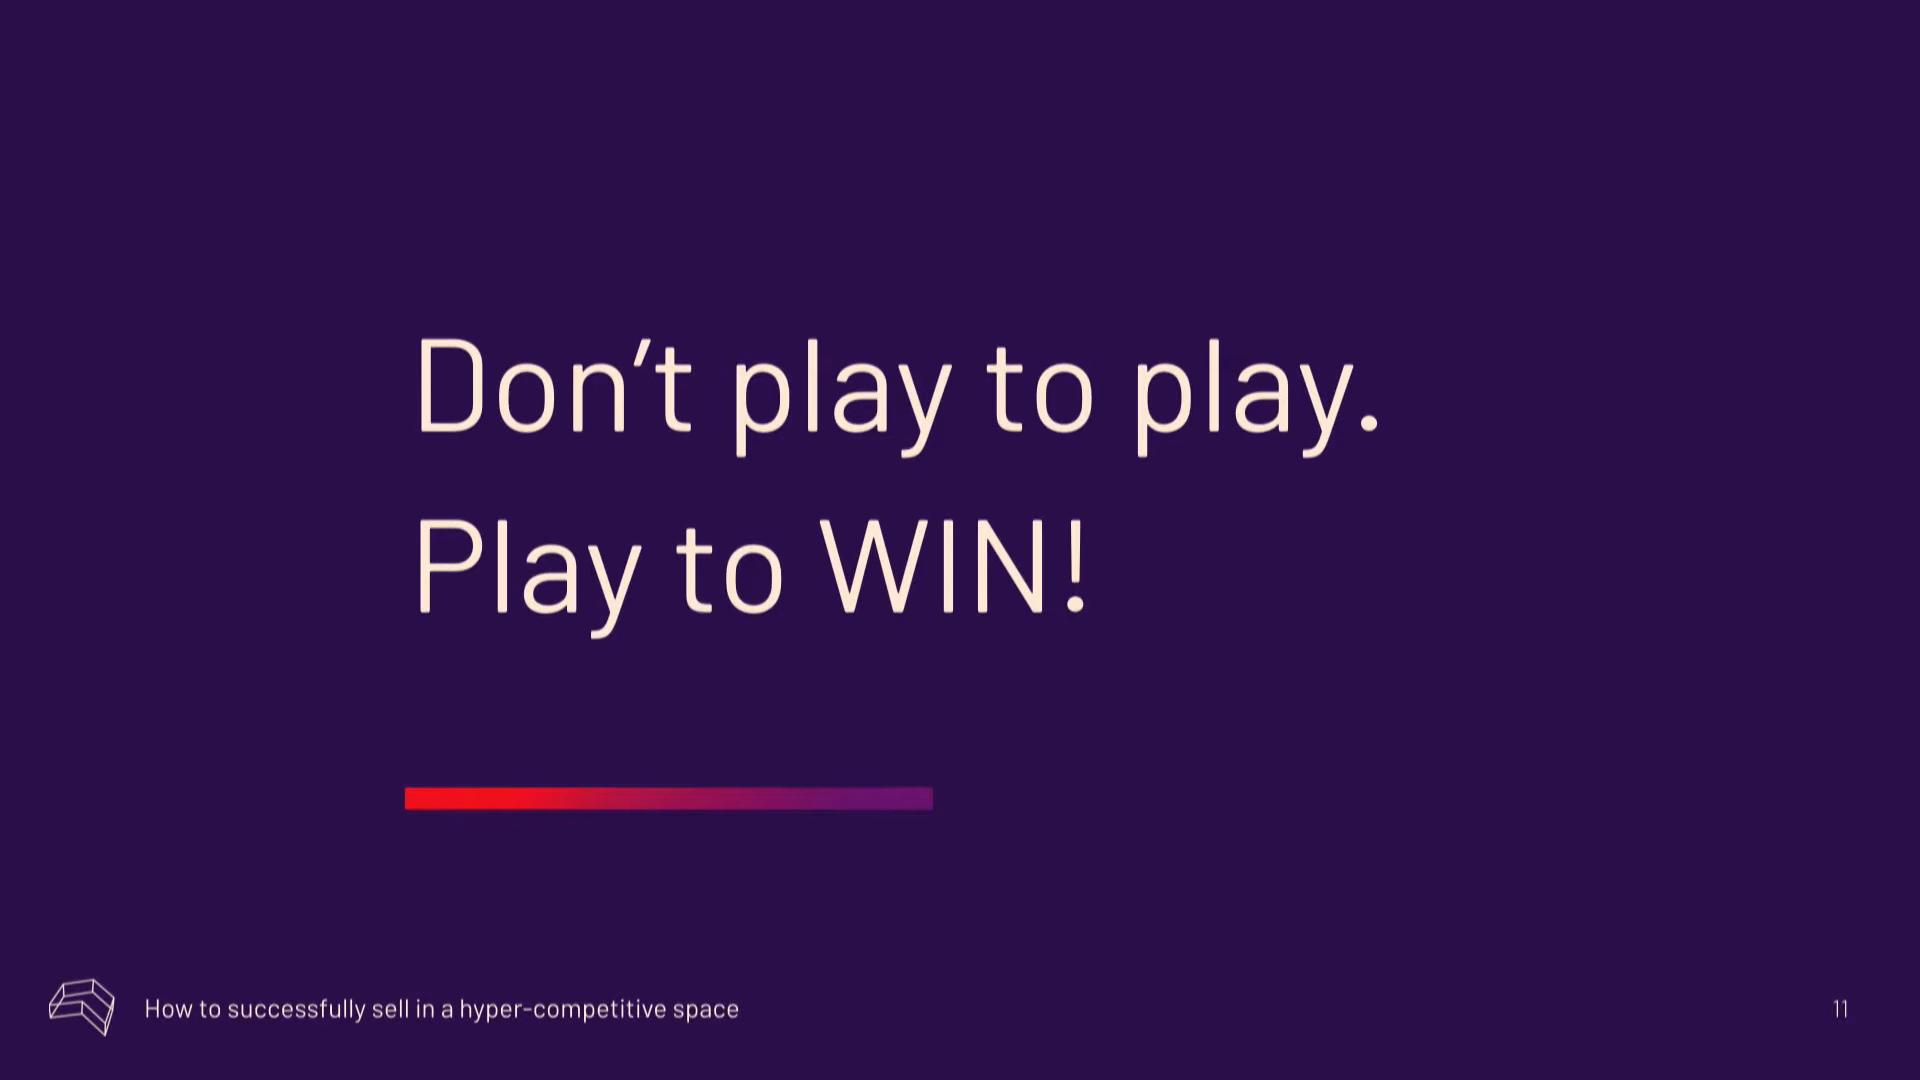 Don’t play to play.
Play to WIN!
How to successfully sell in a hyper-competitive space
11